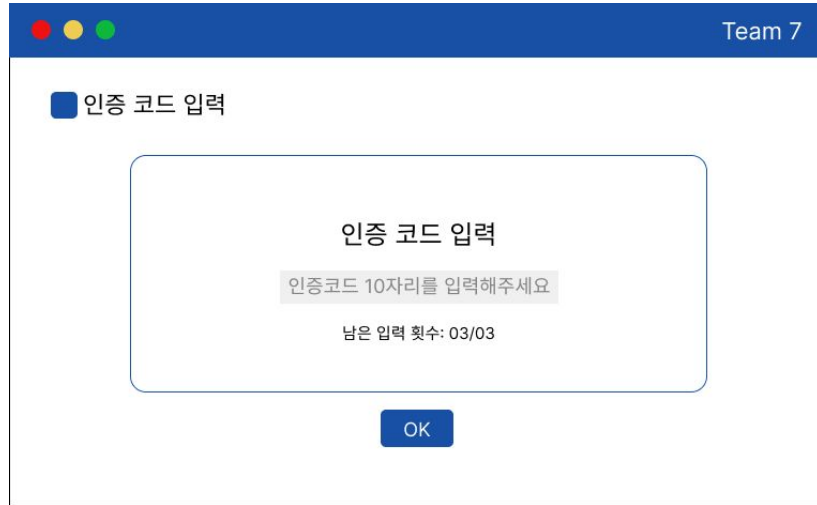 Team 7
인증 코드 입력
인증 코드 입력
인증코드 10자리를 입력해주세요
남은 입력 횟수: 03/03
OK